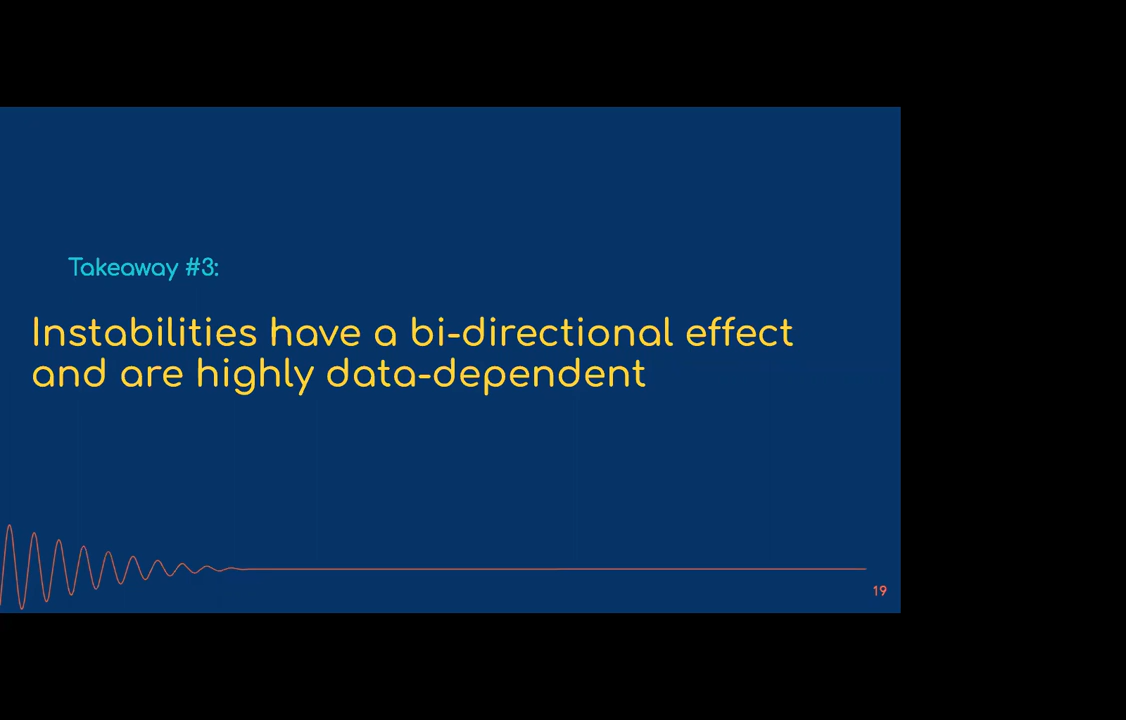 Takeaway #3:
Instabilities have a bi-directional effect
and are highly data-dependent
19